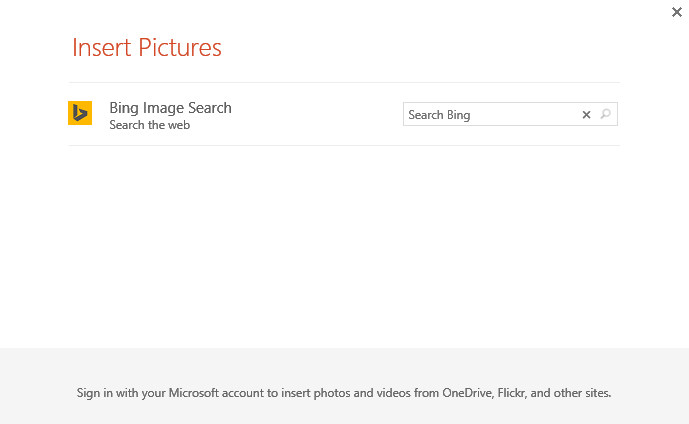 Insert Pictures
Bing Image Search
Search the web
Search Bing
Sign in with your Microsoft account to insert photos and videos from OneDrive, Flickr, and other sites.